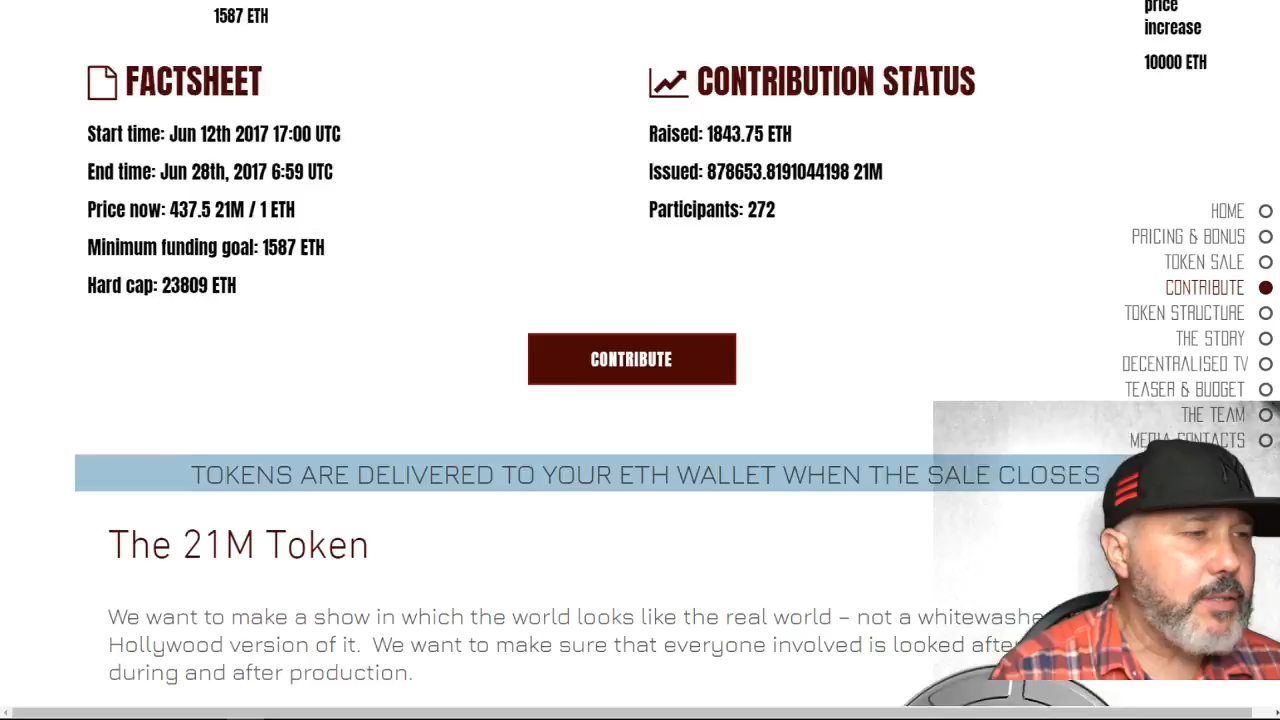 1587 ETH
price
increase
10000 ETH
FACTSHEET
Start time: Jun 12th 2017 17:00 UTC
End time: Jun 28th, 2017 6:59 UTC
Price now: 437.5 21M / 1 ETH
Minimum funding goal: 1587 ETH
Hard cap: 23809 ETH
CONTRIBUTION STATUS
Raised: 1843.75 ETH
Issued: 878653.8191044198 21M
Participants: 272
HOME
PRICING & BONUS
TOKEN SALE
CONTRIBUTE
TOKEN STRUCTURE
THE STORY
DECENTRALISED TV
TEASER & BUDGET
THE TEAM
MEDIA CONTACTS
CONTRIBUTE
TOKENS ARE DELIVERED TO YOUR ETH WALLET WHEN THE SALE CLOSES
The 21M Token
We want to make a show in which the world looks like the real world – not a whitewashe
Hollywood version of it. We want to make sure that everyone involved is looked afte
during and after production.